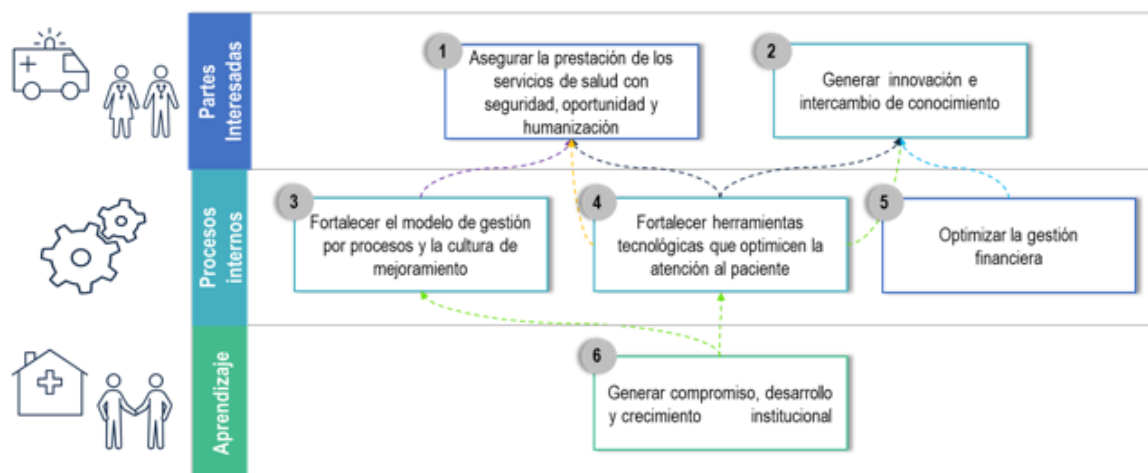 Partes
Interesadas
1
Asegurar la prestación de los
servicios de salud con
seguridad, oportunidad y
humanización
2
Generar innovación e
intercambio de conocimiento
Procesos
internos
3
Fortalecer el modelo de gestión
por procesos y la cultura de
mejoramiento
4
Fortalecer herramientas
tecnológicas que optimicen la
atención al paciente
5
Optimizar la gestión
financiera
Aprendizaje
6
Generar compromiso, desarrollo
y crecimiento institucional